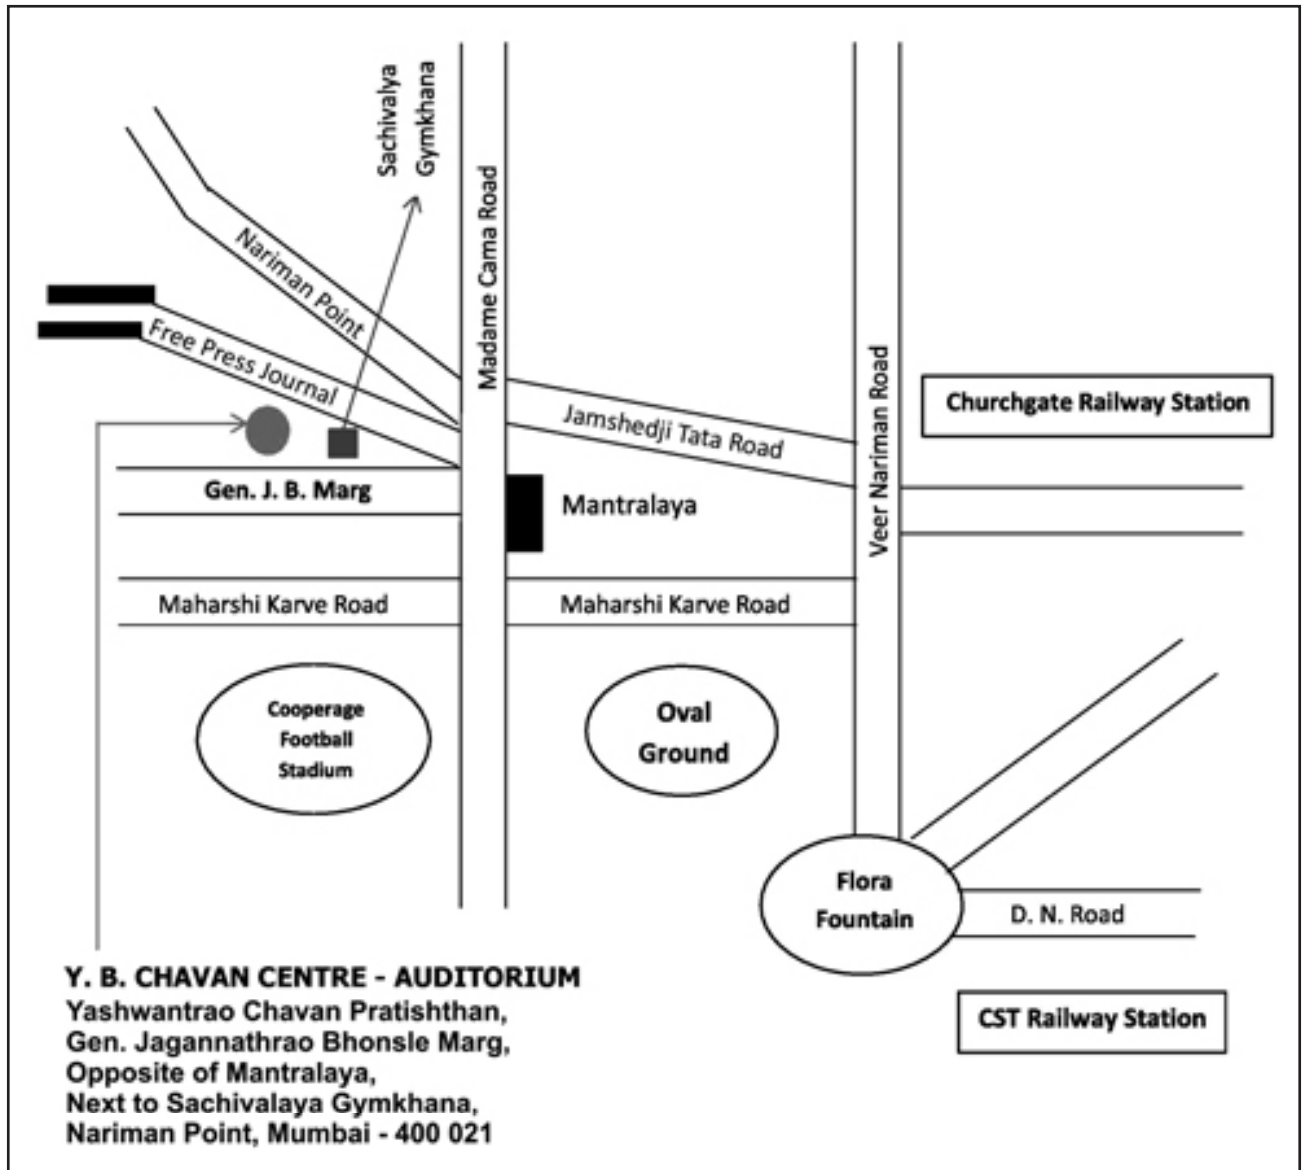 Sachivalya
Gymkhana
Madame Cama Road
Nariman Point
Free Press Journal
Veer Nariman Road
Churchgate Railway Station
Jamshedji Tata Road
Gen. J. B. Marg
Mantralaya
Maharshi Karve Road
Maharshi Karve Road
Cooperage
Football
Stadium
Oval
Ground
Flora
Fountain
D. N. Road
CST Railway Station
Y. B. CHAVAN CENTRE - AUDITORIUM
Yashwantrao Chavan Pratishthan,
Gen. Jagannathrao Bhonsle Marg,
Opposite of Mantralaya,
Next to Sachivalaya Gymkhana,
Nariman Point, Mumbai - 400 021